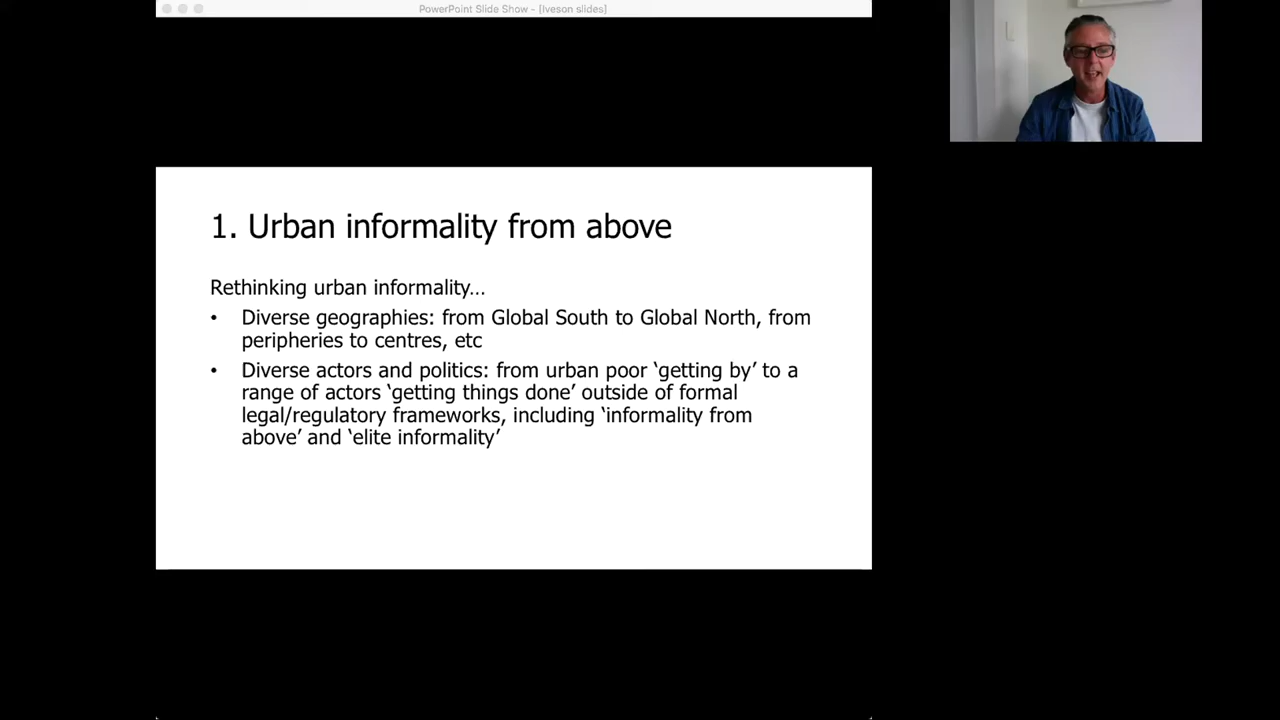 PowerPoint Slide Show - [Iveson slides]
1. Urban informality from above
Rethinking urban informality…
• Diverse geographies: from Global South to Global North, from
peripheries to centres, etc
• Diverse actors and politics: from urban poor ‘getting by’ to a
range of actors ‘getting things done’ outside of formal
legal/regulatory frameworks, including ‘informality from
above’ and ‘elite informality’